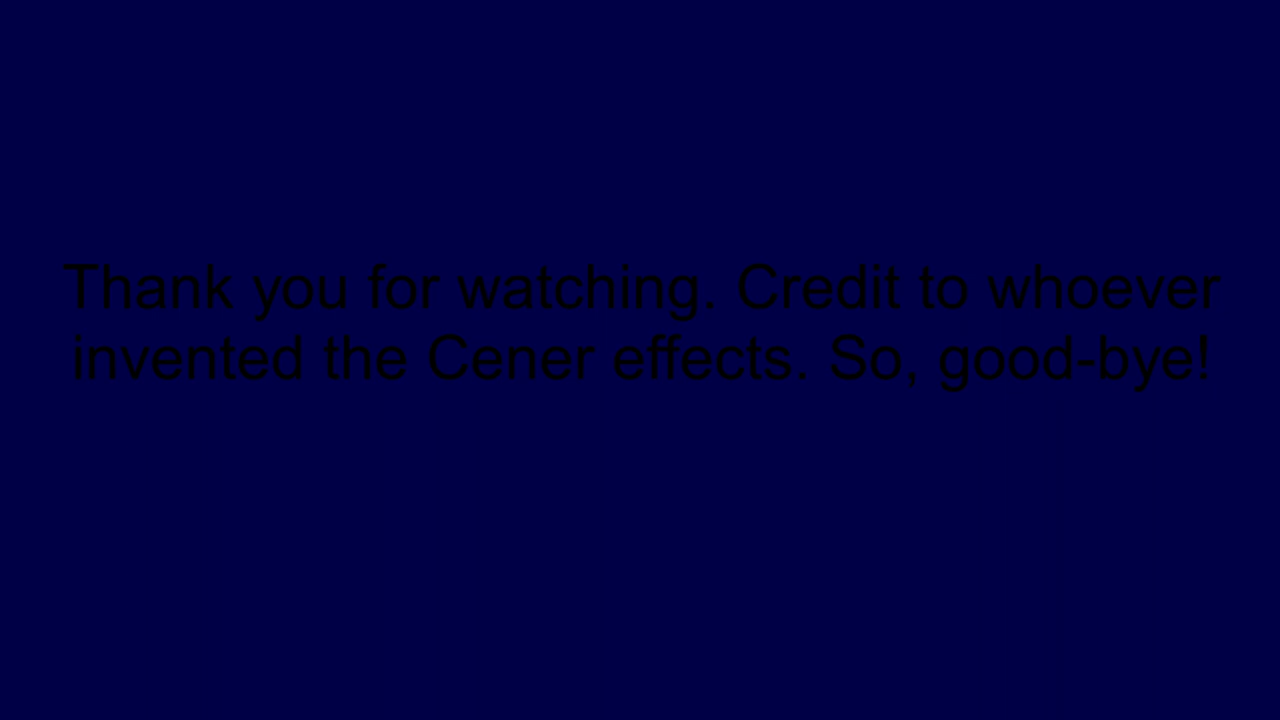 Thank you for watching. Credit to whoever
invented the Cener effects. So, good-bye!